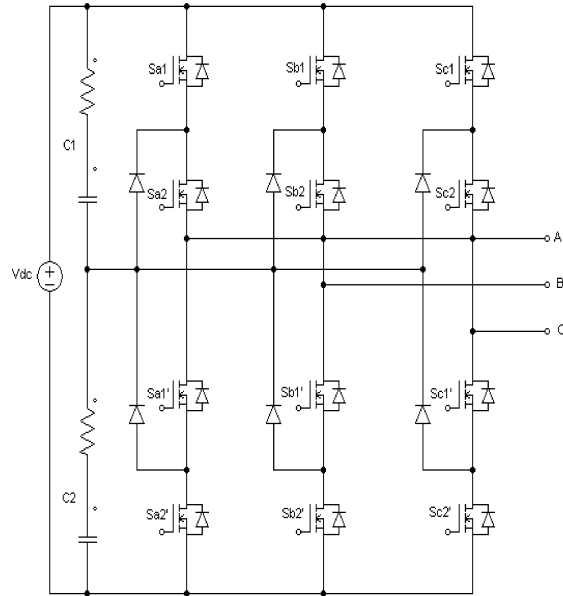 Sa1
Sb1
Sc1
C1
Sa2
Sb2
Sc2
A
Vdc
B
C
Sa1'
Sb1'
Sc1'
C2
Sa2'
Sb2'
Sc2'